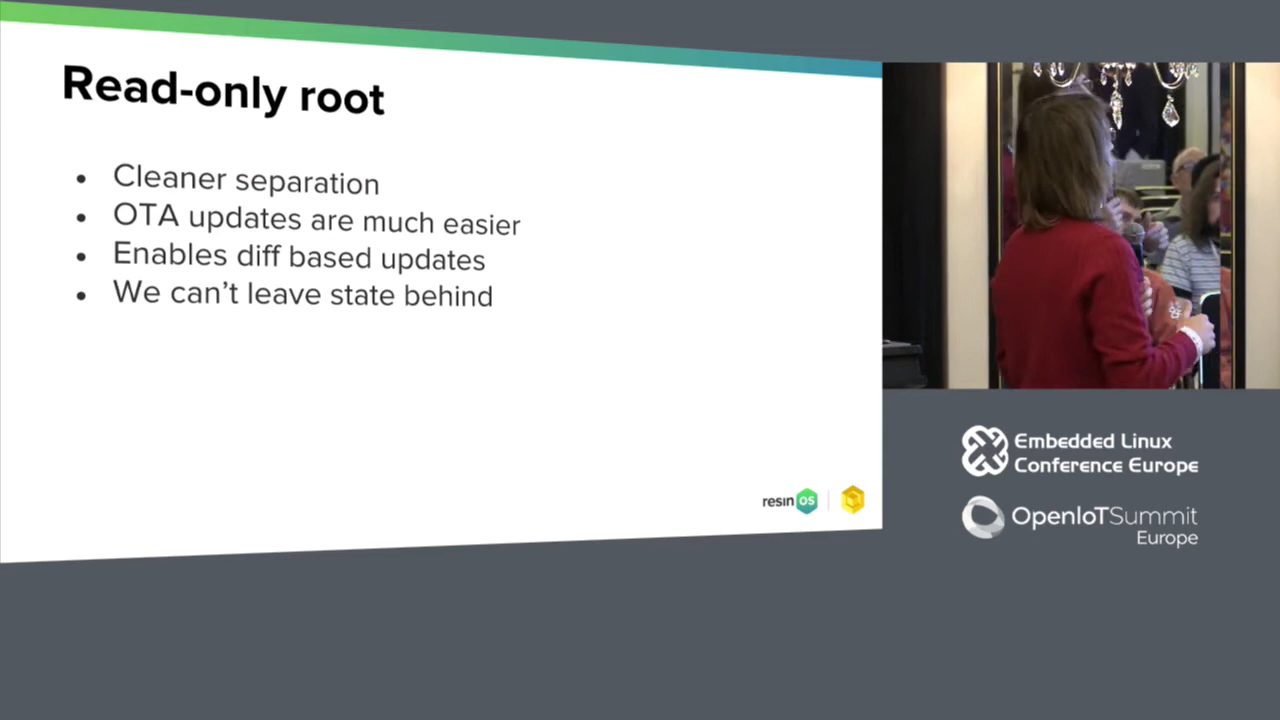 Read-only root
Cleaner separation
OTA updates are much easier
Enables diff based updates
We can't leave state behind
resin OS
Embedded Linux
Conference Europe
OpenIoTSummit
Europe